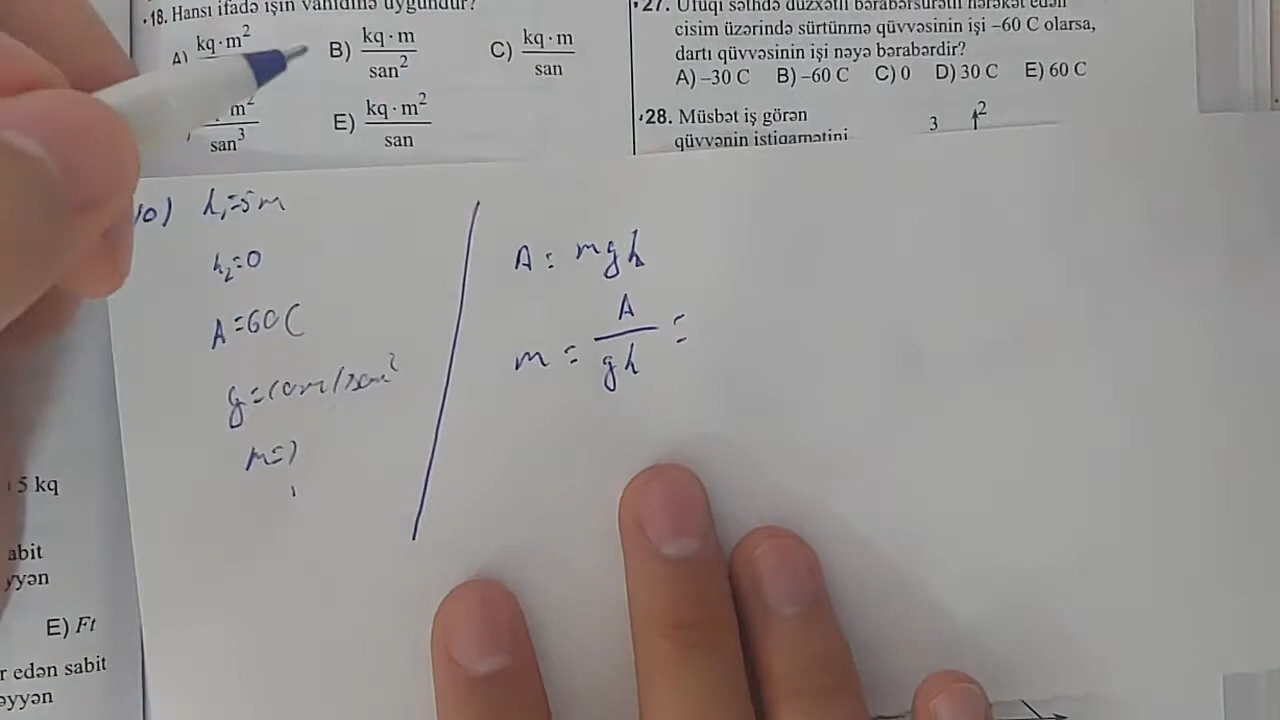 18. Hansı ifadə işin vahidinə uyğundur?
A) kq · m²
B) kq · m / san²
C) kq · m / san
m² / san³
E) kq · m² / san
27. Üfüqi səthdə düzxətli bərabərsürətli hərəkət edən
cisim üzərində sürtünmə qüvvəsinin işi –60 C olarsa,
dartı qüvvəsinin işi nəyə bərabərdir?
A) –30 C B) –60 C C) 0 D) 30 C E) 60 C
28. Müsbət iş görən
qüvvənin istiqamətini
3 2
10) h₁=5m
h₂=0
A=60C
g=10m/san²
m=?
A = mgh
m = A / gh =
5 kq
abit
yyən
E) Ft
r edən sabit
əyyən